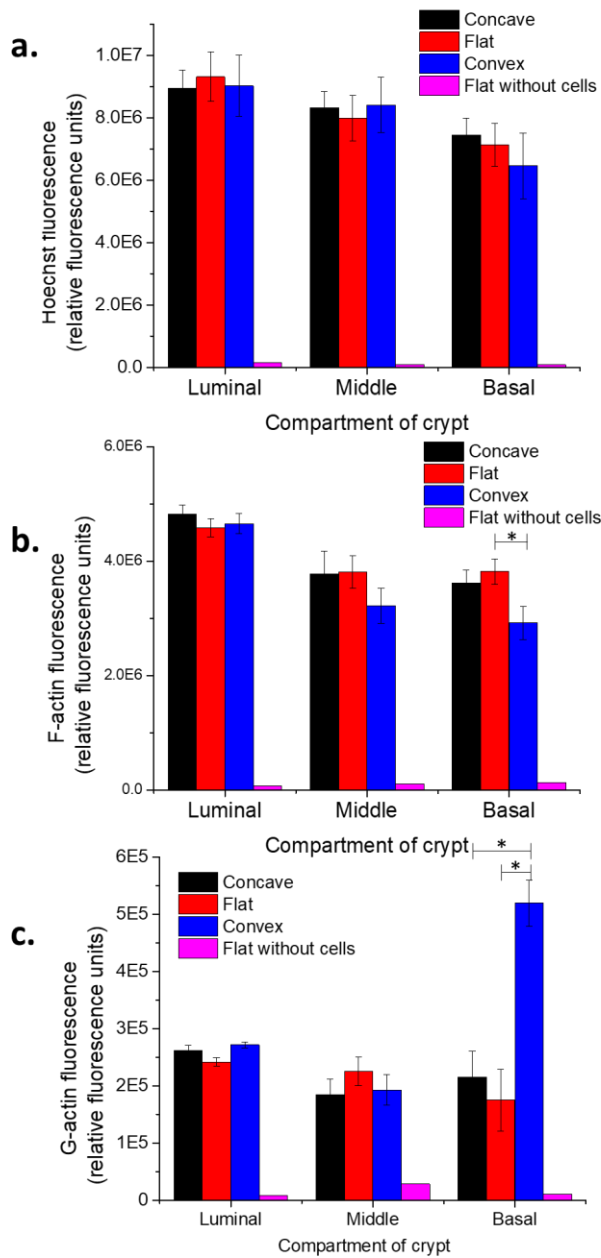 a.
Concave
Flat
Convex
Flat without cells
Hoechst fluorescence
(relative fluorescence units)
1.0E7
8.0E6
6.0E6
4.0E6
2.0E6
0.0
Luminal
Middle
Basal
Compartment of crypt
b.
Concave
Flat
Convex
Flat without cells
*
F-actin fluorescence
(relative fluorescence units)
6.0E6
4.0E6
2.0E6
0.0
Luminal
Middle
Basal
Compartment of crypt
c.
Concave
Flat
Convex
Flat without cells
*
*
G-actin fluorescence
(relative fluorescence units)
6E5
5E5
4E5
3E5
2E5
1E5
0
Luminal
Middle
Basal
Compartment of crypt